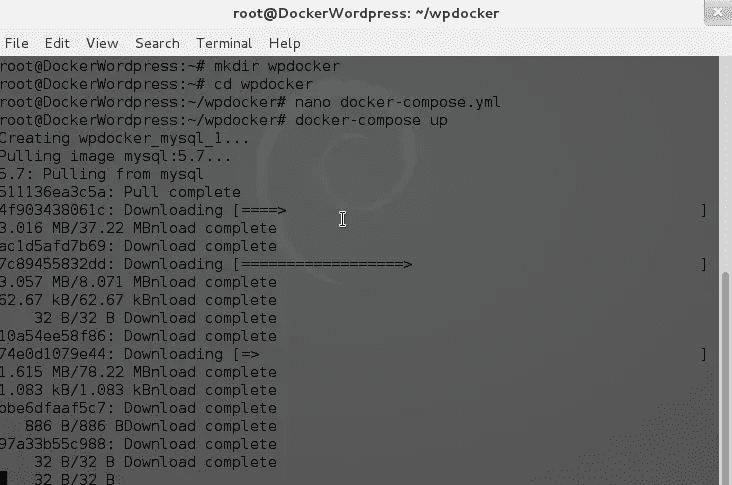 root@DockerWordpress: ~/wpdocker
File Edit View Search Terminal Help
root@DockerWordpress:~# mkdir wpdocker
root@DockerWordpress:~# cd wpdocker
root@DockerWordpress:~/wpdocker# nano docker-compose.yml
root@DockerWordpress:~/wpdocker# docker-compose up
Creating wpdocker_mysql_1...
Pulling image mysql:5.7...
5.7: Pulling from mysql
511136ea3c5a: Pull complete
4f903438061c: Downloading [====> ]
3.016 MB/37.22 MBnload complete
ac1d5afd7b69: Download complete
7c89455832dd: Downloading [==================> ]
3.057 MB/8.071 MBnload complete
62.67 kB/62.67 kBnload complete
32 B/32 B Download complete
10a54ee58f86: Download complete
74e0d1079e44: Downloading [=> ]
1.615 MB/78.22 MBnload complete
1.083 kB/1.083 kBnload complete
bbe6dfaaf5c7: Download complete
886 B/886 BDownload complete
97a33b55c988: Download complete
32 B/32 B Download complete
32 B/32 B